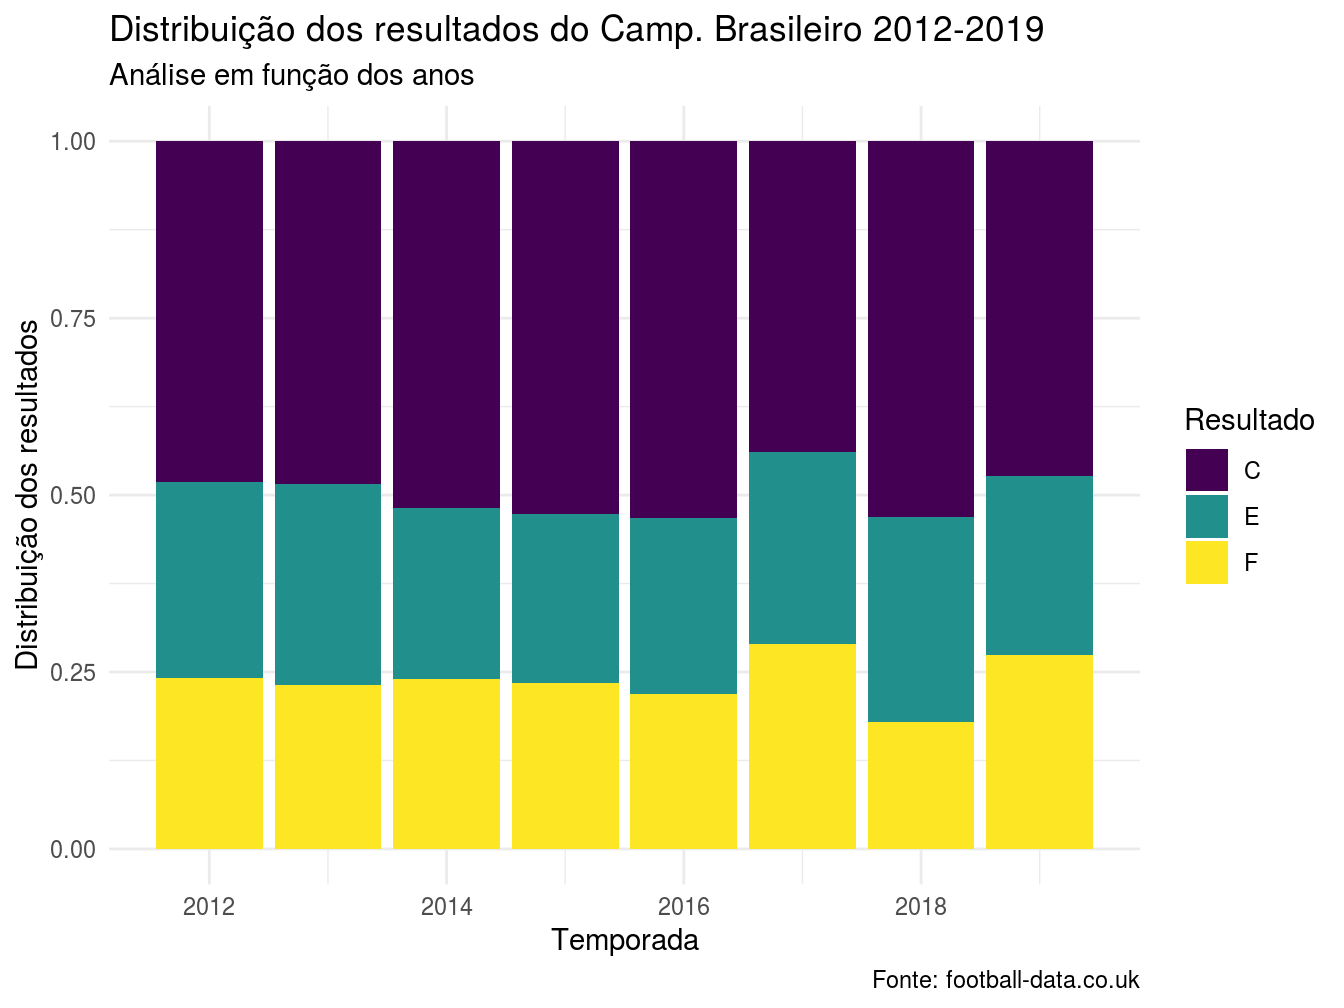 Distribuição dos resultados do Camp. Brasileiro 2012-2019
Análise em função dos anos
Distribuição dos resultados
1.00
0.75
0.50
0.25
0.00
2012 2014 2016 2018
Temporada
Resultado
C
E
F
Fonte: football-data.co.uk